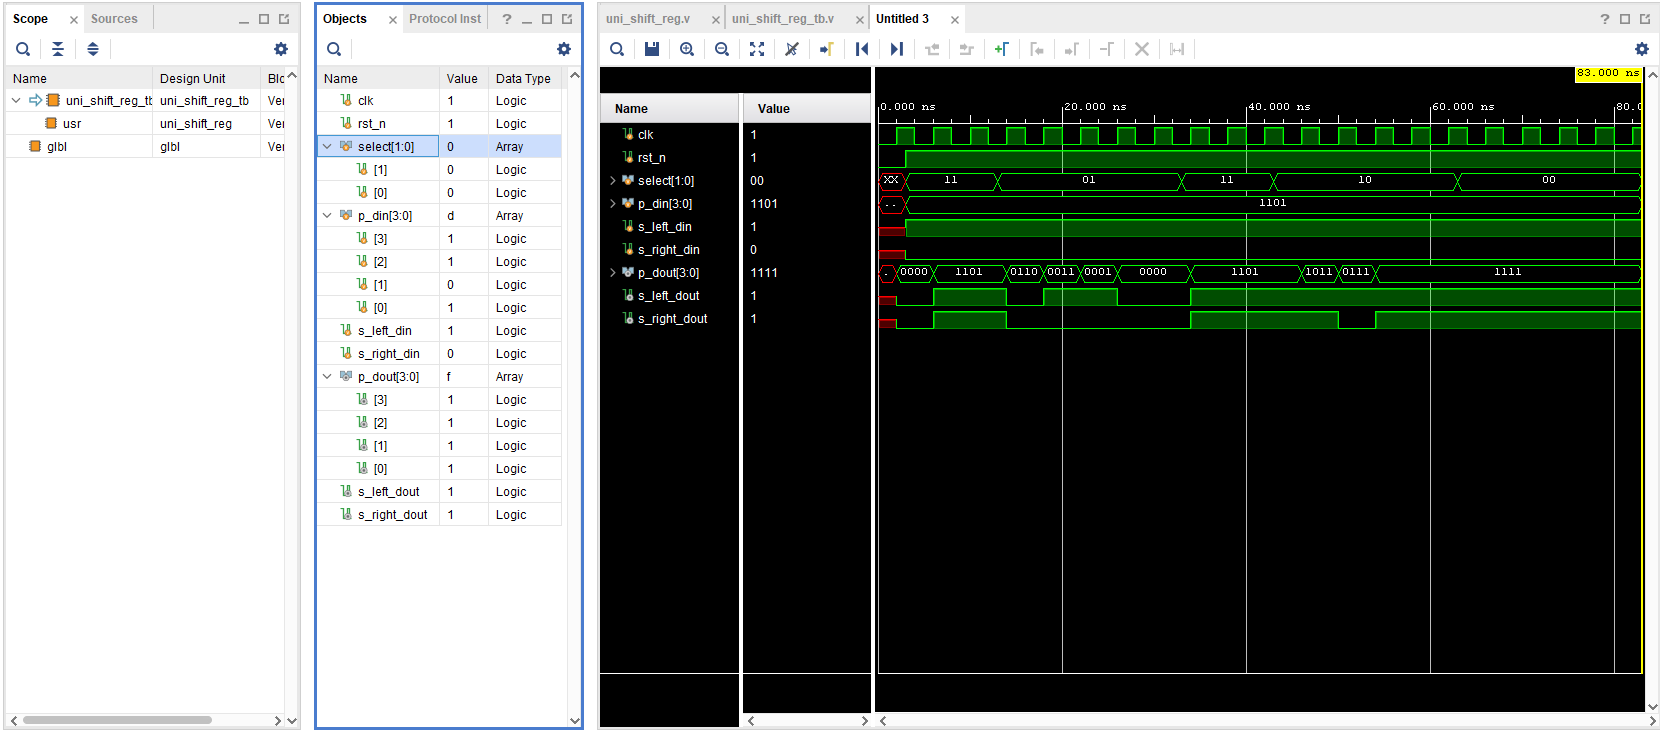 Scope
Sources
Name
Design Unit
Blc
uni_shift_reg_tb
uni_shift_reg_tb
Ver
usr
uni_shift_reg
Ver
glbl
glbl
Ver
Objects
Protocol Inst
?
Name
Value
Data Type
clk
1
Logic
rst_n
1
Logic
select[1:0]
0
Array
[1]
0
Logic
[0]
0
Logic
p_din[3:0]
d
Array
[3]
1
Logic
[2]
1
Logic
[1]
0
Logic
[0]
1
Logic
s_left_din
1
Logic
s_right_din
0
Logic
p_dout[3:0]
f
Array
[3]
1
Logic
[2]
1
Logic
[1]
1
Logic
[0]
1
Logic
s_left_dout
1
Logic
s_right_dout
1
Logic
uni_shift_reg.v
uni_shift_reg_tb.v
Untitled 3
?
83.000 ns
Name
Value
0.000 ns
20.000 ns
40.000 ns
60.000 ns
80.0
clk
1
rst_n
1
select[1:0]
00
XX
11
01
11
10
00
p_din[3:0]
1101
..
1101
s_left_din
1
s_right_din
0
p_dout[3:0]
1111
.
0000
1101
0110
0011
0001
0000
1101
1011
0111
1111
s_left_dout
1
s_right_dout
1